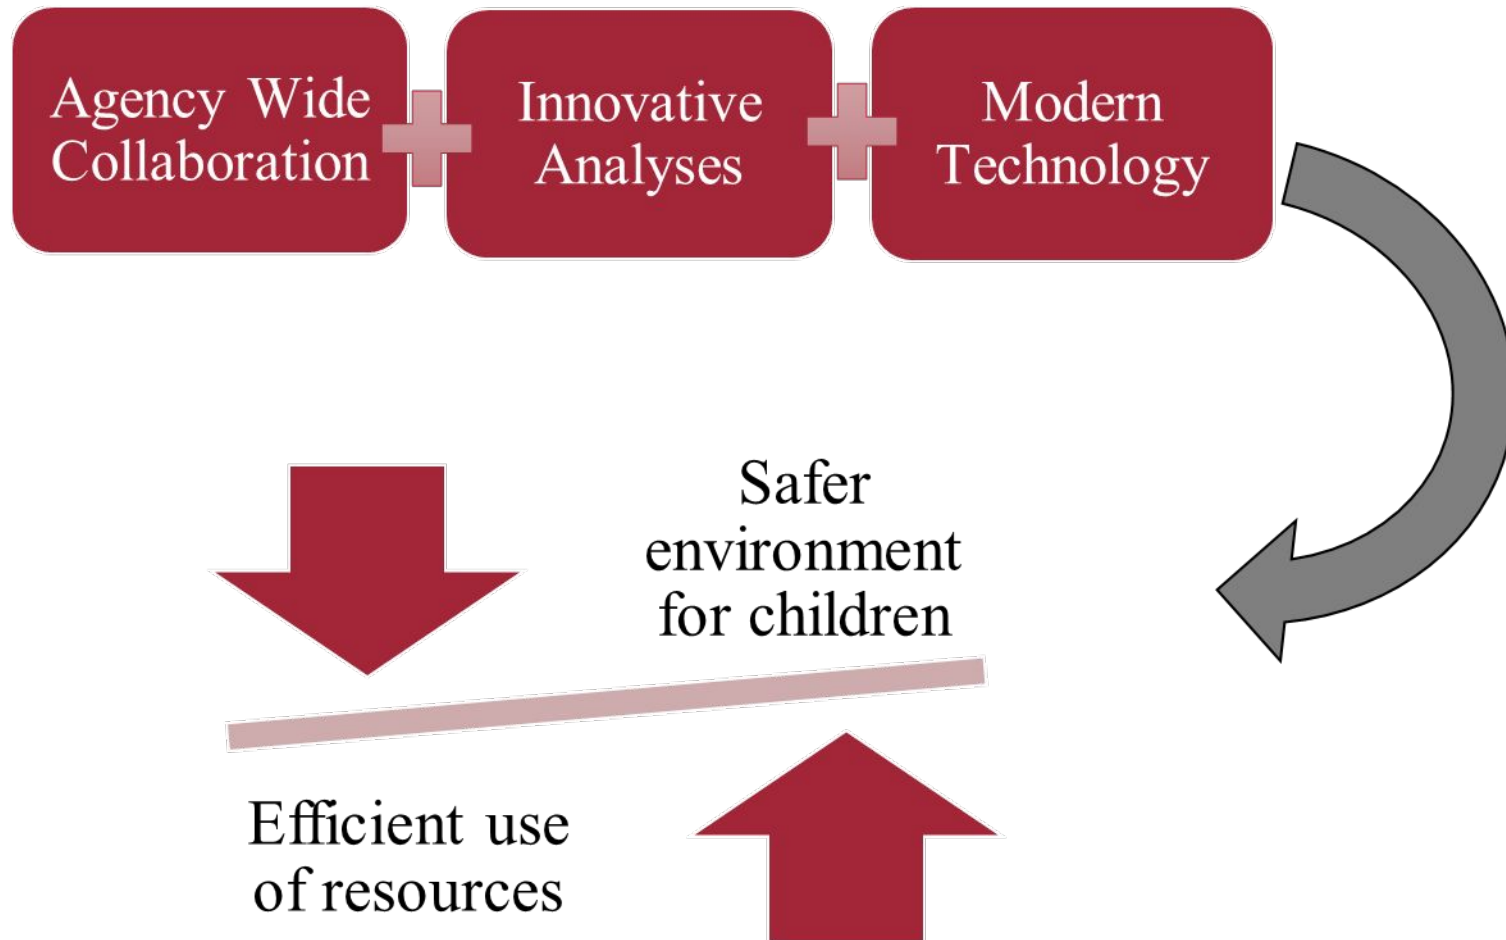 Agency Wide
Collaboration
Innovative
Analyses
Modern
Technology
Safer
environment
for children
Efficient use
of resources